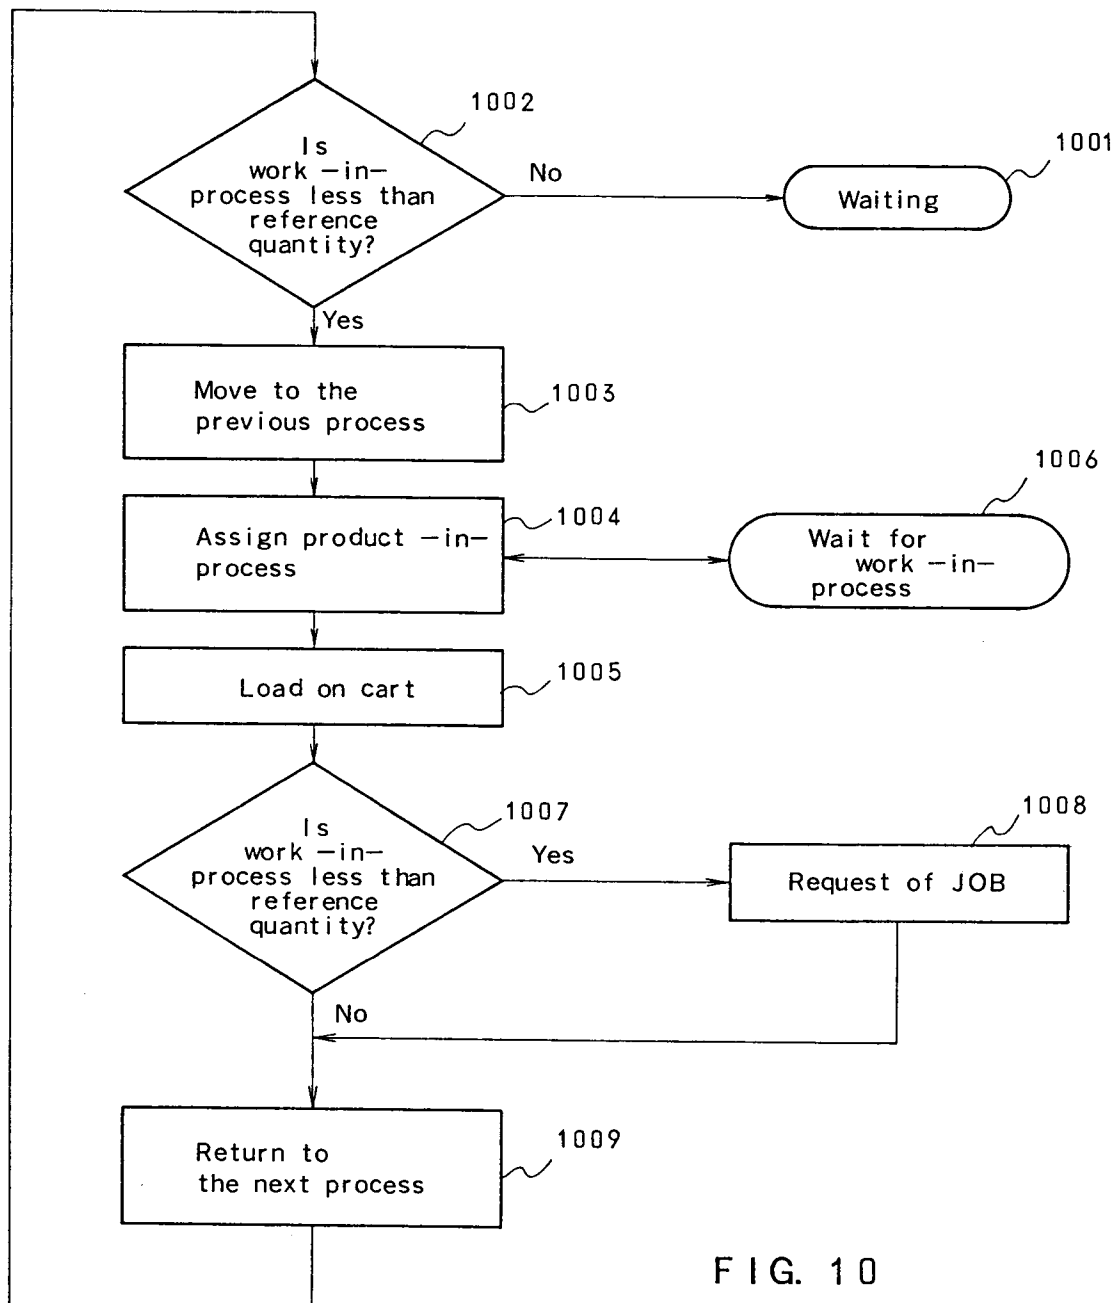 1002
Is
work -in-
process less than
reference
quantity?
No
1001
Waiting
Yes
Move to the
previous process
1003
1006
Assign product -in-
process
1004
Wait for
work -in-
process
Load on cart
1005
Is
work -in-
process less than
reference
quantity?
1007
Yes
1008
Request of JOB
No
Return to
the next process
1009
FIG. 10